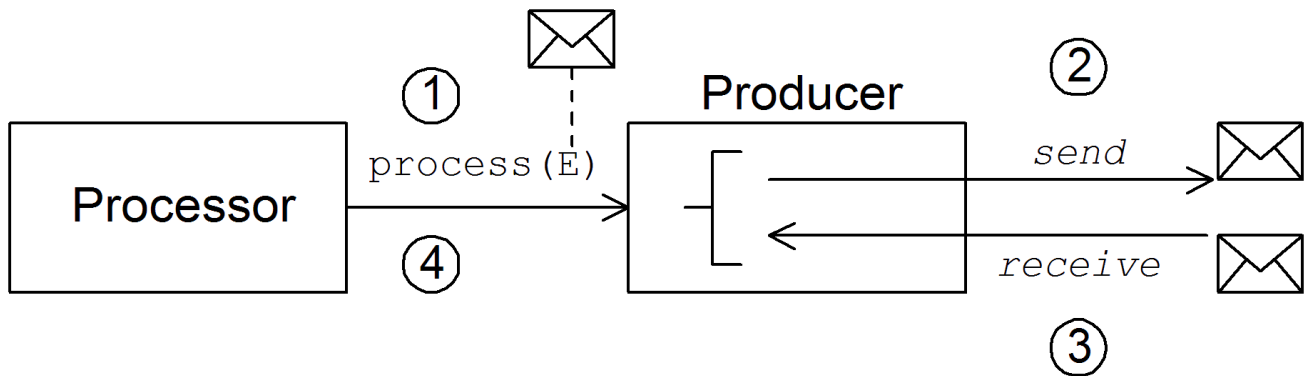 1
2
Producer
process(E)
send
Processor
4
receive
3